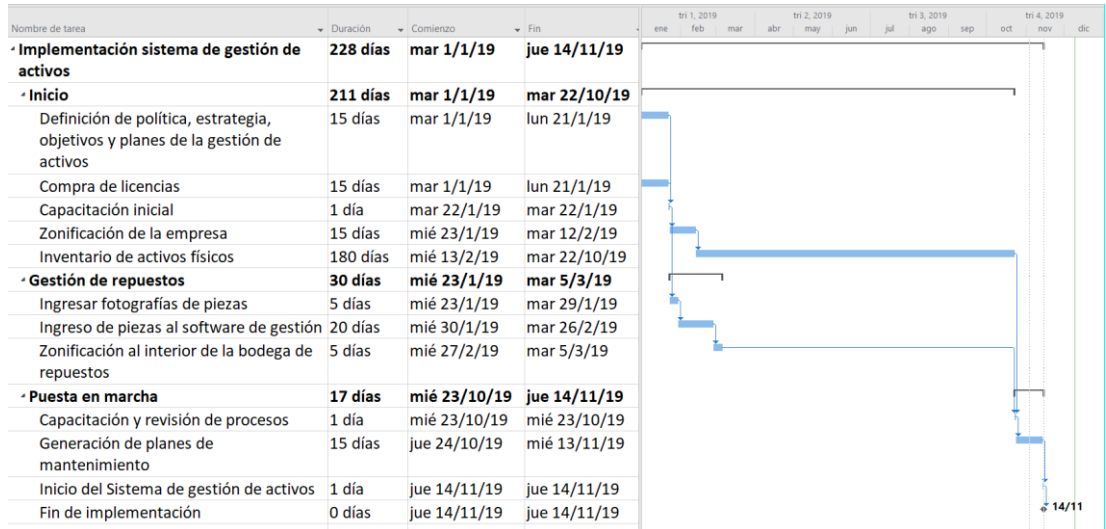 tri 1, 2019 tri 2, 2019 tri 3, 2019 tri 4, 2019
Nombre de tarea Duración Comienzo Fin ene feb mar abr may jun jul ago sep oct nov dic
Implementación sistema de gestión de 228 días mar 1/1/19 jue 14/11/19
activos
Inicio 211 días mar 1/1/19 mar 22/10/19
Definición de política, estrategia, 15 días mar 1/1/19 lun 21/1/19
objetivos y planes de la gestión de
activos
Compra de licencias 15 días mar 1/1/19 lun 21/1/19
Capacitación inicial 1 día mar 22/1/19 mar 22/1/19
Zonificación de la empresa 15 días mié 23/1/19 mar 12/2/19
Inventario de activos físicos 180 días mié 13/2/19 mar 22/10/19
Gestión de repuestos 30 días mié 23/1/19 mar 5/3/19
Ingresar fotografías de piezas 5 días mié 23/1/19 mar 29/1/19
Ingreso de piezas al software de gestión 20 días mié 30/1/19 mar 26/2/19
Zonificación al interior de la bodega de 5 días mié 27/2/19 mar 5/3/19
repuestos
Puesta en marcha 17 días mié 23/10/19 jue 14/11/19
Capacitación y revisión de procesos 1 día mié 23/10/19 mié 23/10/19
Generación de planes de 15 días jue 24/10/19 mié 13/11/19
mantenimiento
Inicio del Sistema de gestión de activos 1 día jue 14/11/19 jue 14/11/19
Fin de implementación 0 días jue 14/11/19 jue 14/11/19 14/11